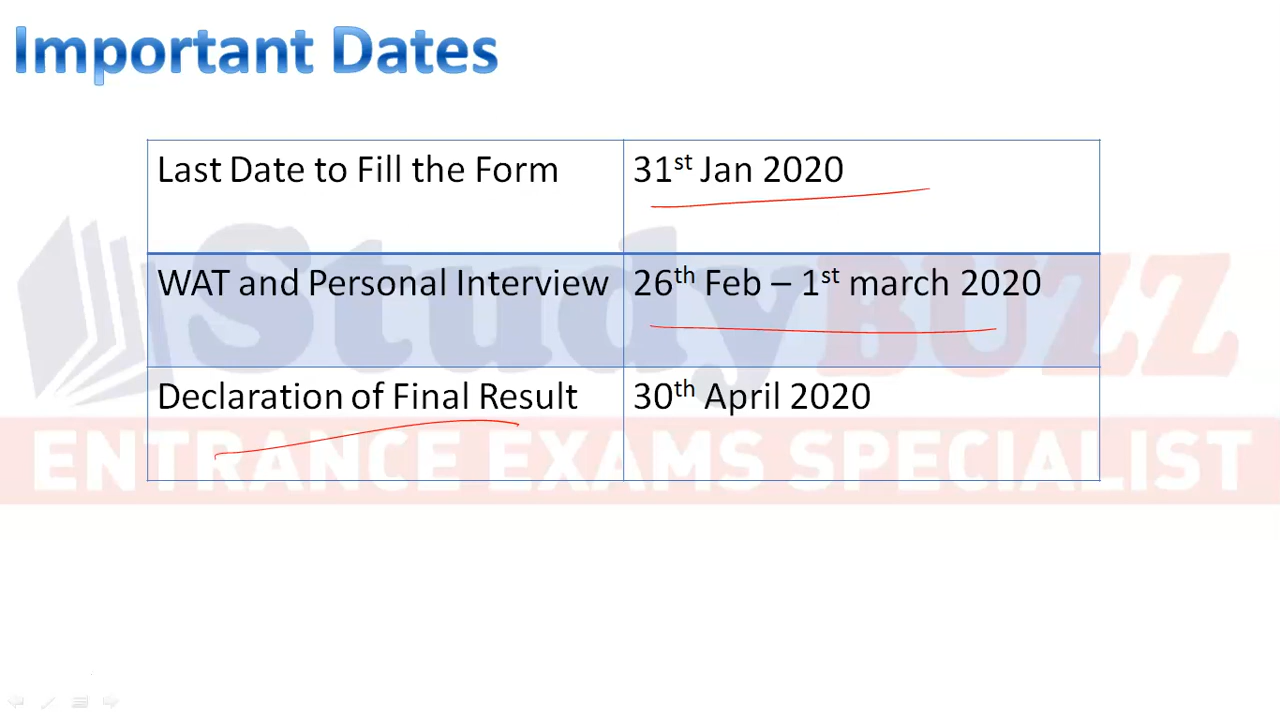 Important Dates
Last Date to Fill the Form 31st Jan 2020
WAT and Personal Interview 26th Feb – 1st march 2020
Declaration of Final Result 30th April 2020
StudyBUZZ
ENTRANCE EXAMS SPECIALIST